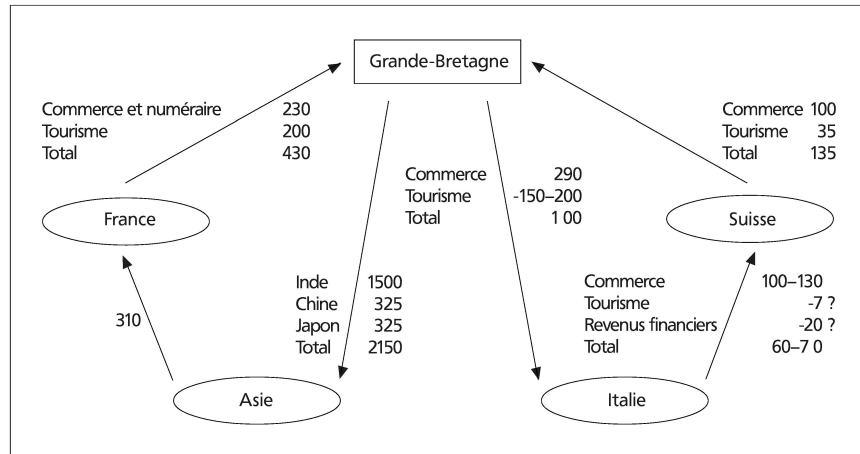 Grande-Bretagne
Commerce et numéraire 230
Tourisme 200
Total 430
Commerce 100
Tourisme 35
Total 135
Commerce 290
Tourisme -150–200
Total 1 00
France
Suisse
310
Inde 1500
Chine 325
Japon 325
Total 2150
Commerce 100–130
Tourisme -7 ?
Revenus financiers -20 ?
Total 60–7 0
Asie
Italie